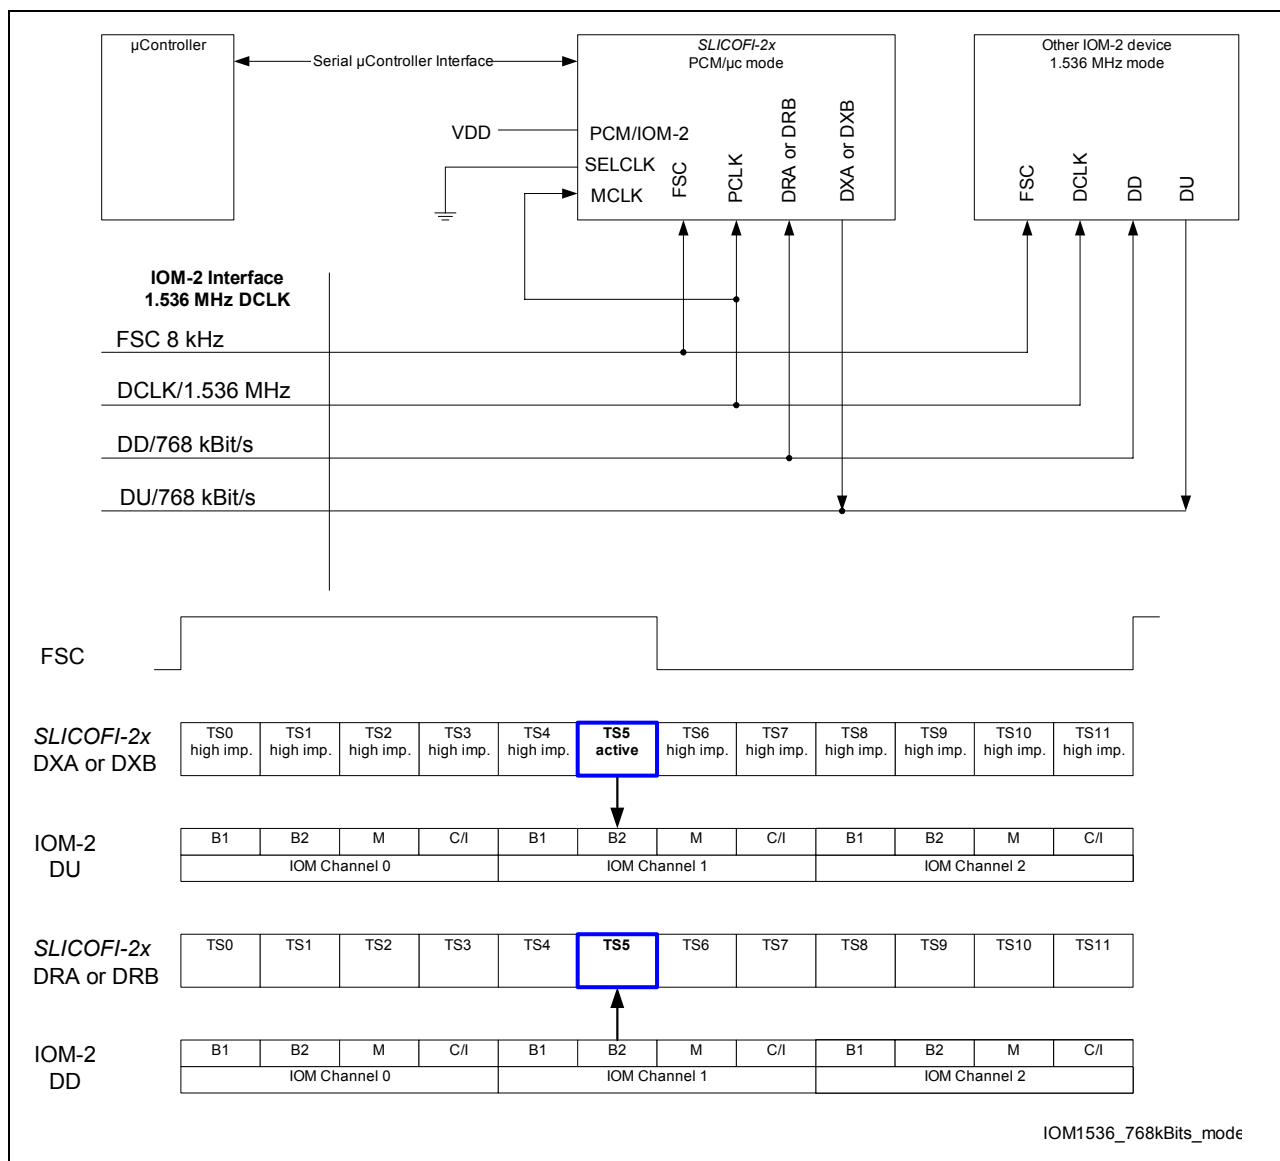 µController
Serial µController Interface
SLICOFI-2x
PCM/µc mode
Other IOM-2 device
1.536 MHz mode
VDD
PCM/IOM-2
SELCLK
MCLK
FSC
PCLK
DRA or DRB
DXA or DXB
FSC
DCLK
DD
DU
IOM-2 Interface
1.536 MHz DCLK
FSC 8 kHz
DCLK/1.536 MHz
DD/768 kBit/s
DU/768 kBit/s
FSC
SLICOFI-2x
DXA or DXB
TS0 TS1 TS2 TS3 TS4 TS5 TS6 TS7 TS8 TS9 TS10 TS11
high imp. high imp. high imp. high imp. high imp. active high imp. high imp. high imp. high imp. high imp. high imp.
IOM-2
DU
B1 B2 M C/I B1 B2 M C/I B1 B2 M C/I
IOM Channel 0 IOM Channel 1 IOM Channel 2
SLICOFI-2x
DRA or DRB
TS0 TS1 TS2 TS3 TS4 TS5 TS6 TS7 TS8 TS9 TS10 TS11
IOM-2
DD
B1 B2 M C/I B1 B2 M C/I B1 B2 M C/I
IOM Channel 0 IOM Channel 1 IOM Channel 2
IOM1536_768kBits_mode